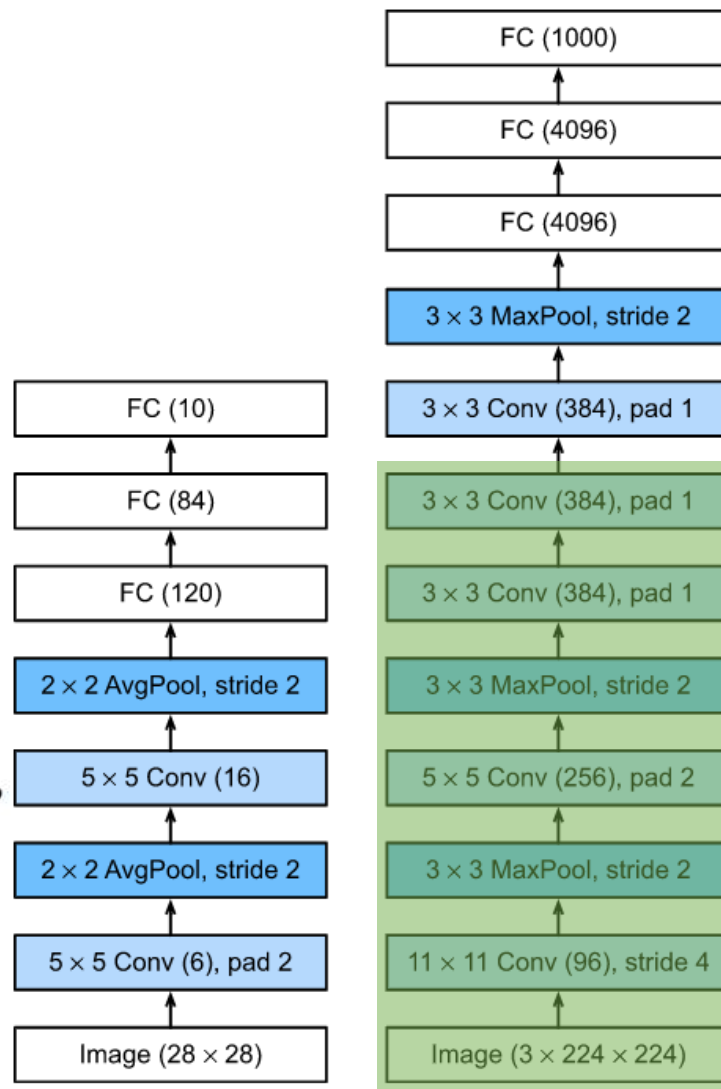 FC (1000)
FC (4096)
FC (4096)
3 × 3 MaxPool, stride 2
3 × 3 Conv (384), pad 1
3 × 3 Conv (384), pad 1
3 × 3 Conv (384), pad 1
3 × 3 MaxPool, stride 2
5 × 5 Conv (256), pad 2
3 × 3 MaxPool, stride 2
11 × 11 Conv (96), stride 4
Image (3 × 224 × 224)
FC (10)
FC (84)
FC (120)
2 × 2 AvgPool, stride 2
5 × 5 Conv (16)
2 × 2 AvgPool, stride 2
5 × 5 Conv (6), pad 2
Image (28 × 28)